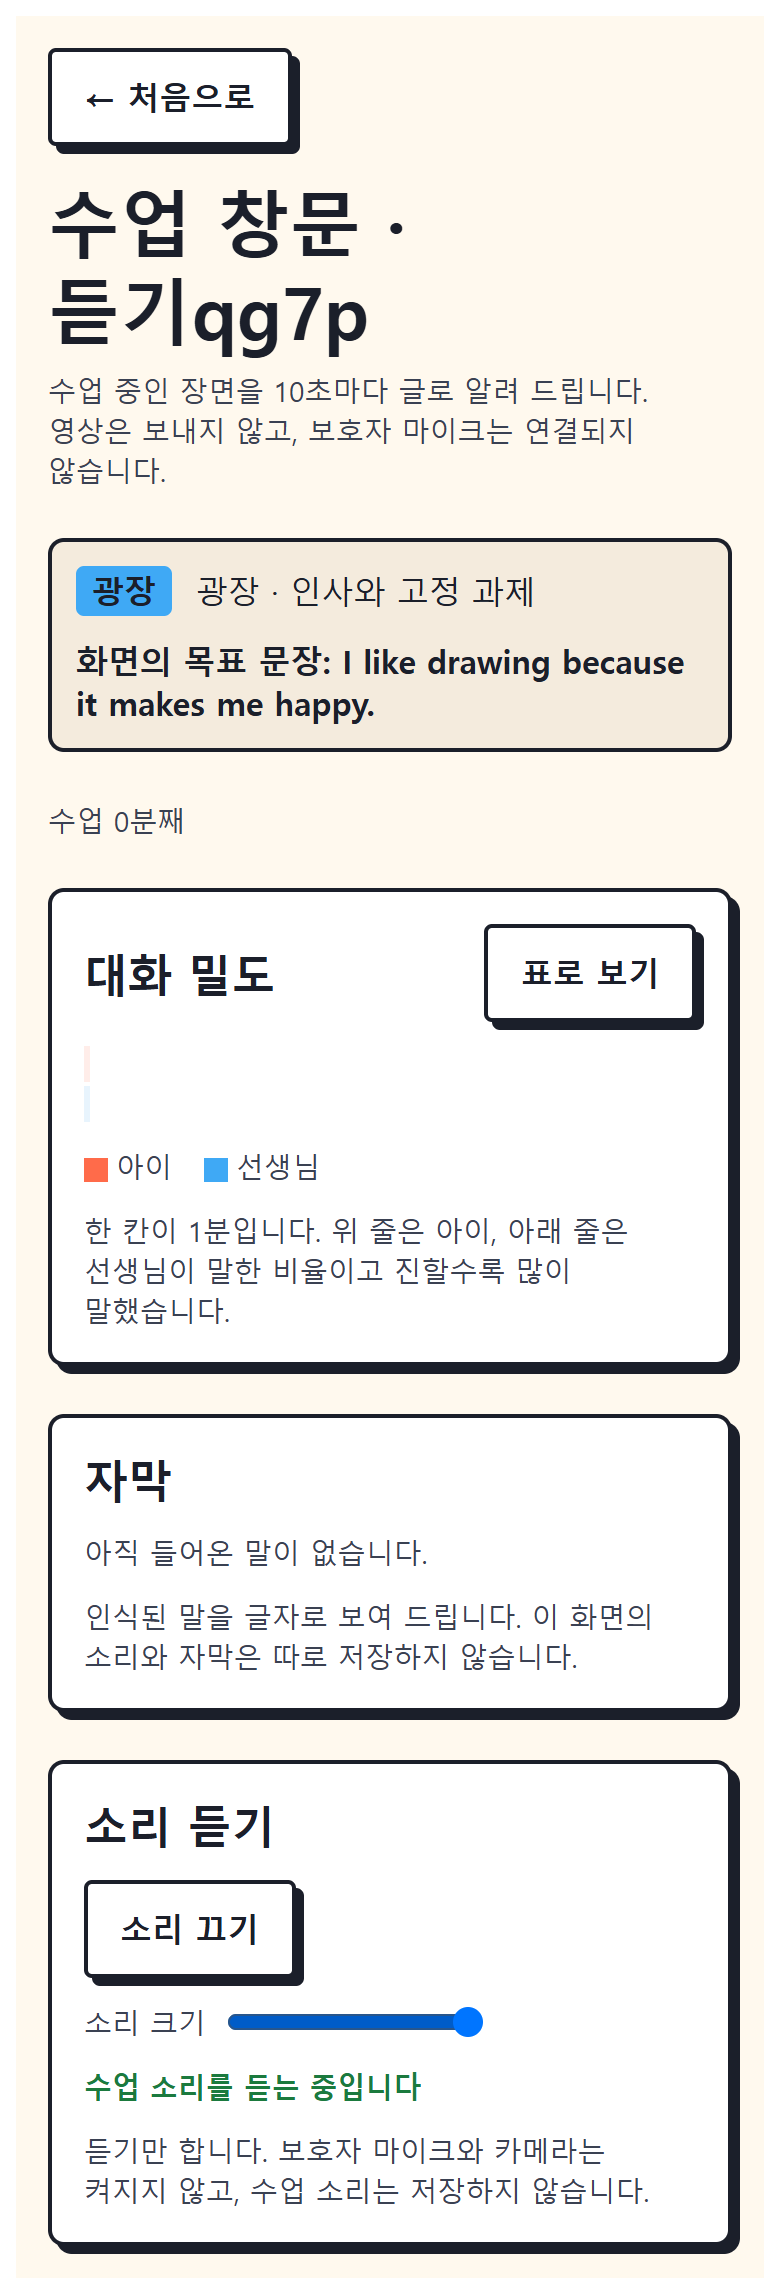 ← 처음으로
수업 창문 ·
듣기qg7p
수업 중인 장면을 10초마다 글로 알려 드립니다.
영상은 보내지 않고, 보호자 마이크는 연결되지
않습니다.
광장 광장 · 인사와 고정 과제
화면의 목표 문장: I like drawing because
it makes me happy.
수업 0분째
대화 밀도
표로 보기
아이 선생님
한 칸이 1분입니다. 위 줄은 아이, 아래 줄은
선생님이 말한 비율이고 진할수록 많이
말했습니다.
자막
아직 들어온 말이 없습니다.
인식된 말을 글자로 보여 드립니다. 이 화면의
소리와 자막은 따로 저장하지 않습니다.
소리 듣기
소리 끄기
소리 크기
수업 소리를 듣는 중입니다
듣기만 합니다. 보호자 마이크와 카메라는
켜지지 않고, 수업 소리는 저장하지 않습니다.